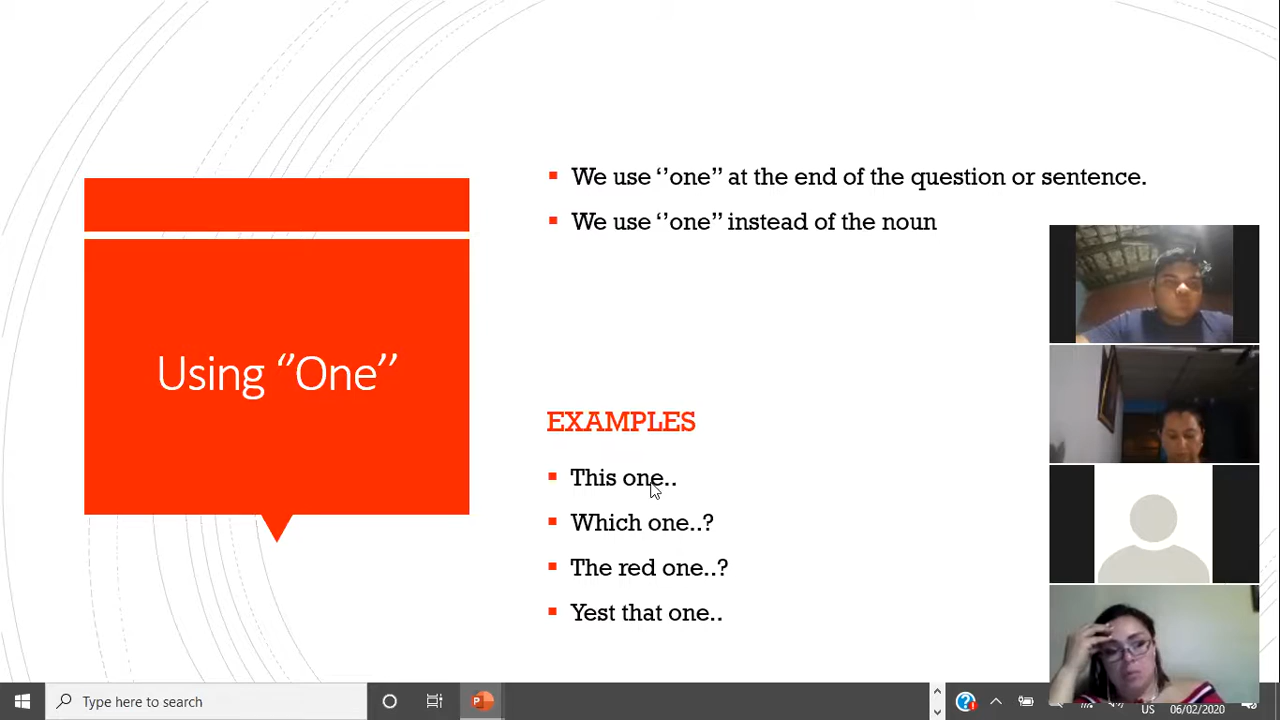 We use ‘’one’’ at the end of the question or sentence.
We use ‘’one’’ instead of the noun
Using ‘’One’’
EXAMPLES
This one..
Which one..?
The red one..?
Yest that one..
Type here to search
US
06/02/2020